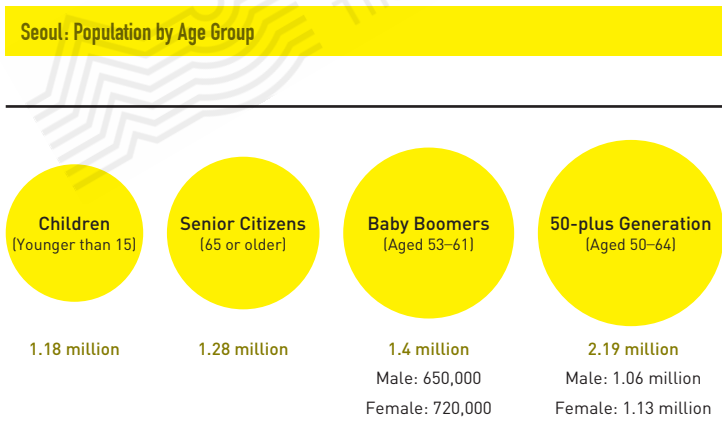 Seoul: Population by Age Group
Children
(Younger than 15)
1.18 million
Senior Citizens
(65 or older)
1.28 million
Baby Boomers
(Aged 53–61)
1.4 million
Male: 650,000
Female: 720,000
50-plus Generation
(Aged 50–64)
2.19 million
Male: 1.06 million
Female: 1.13 million